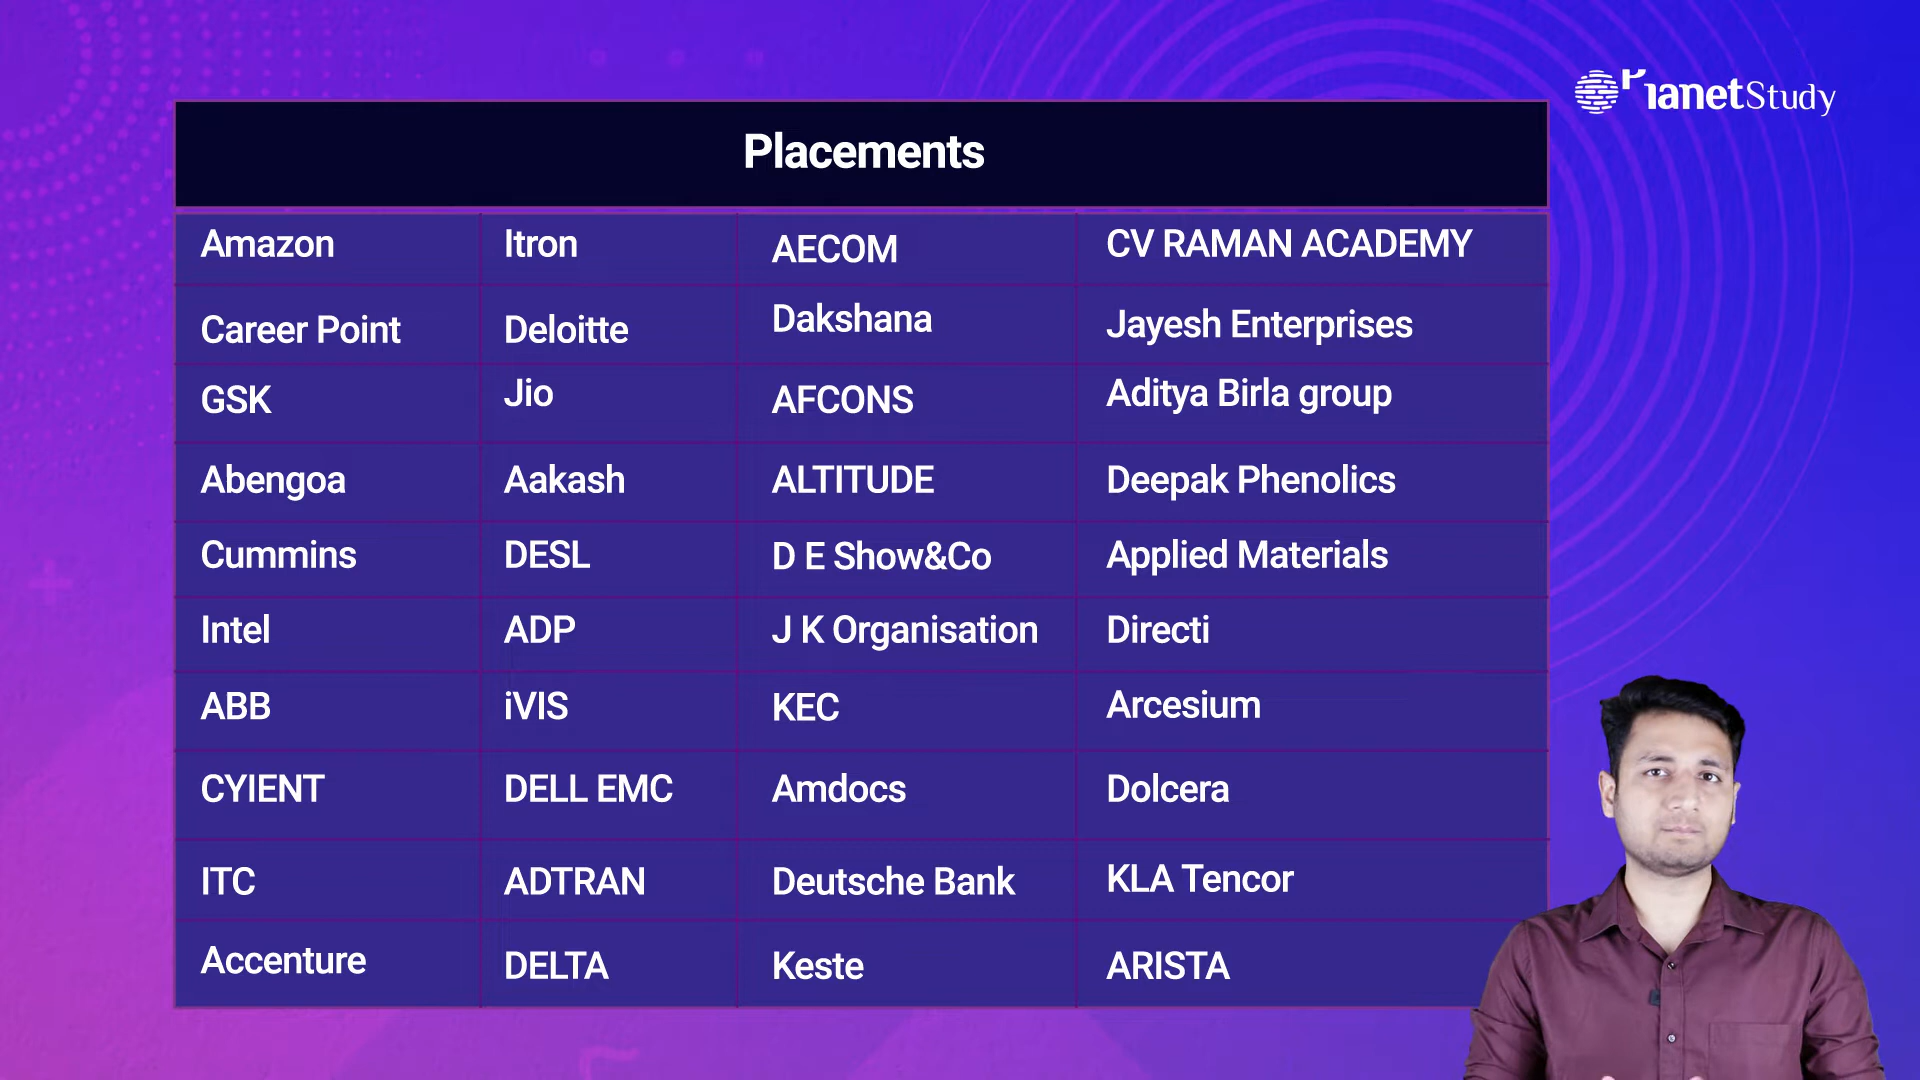 PlanetStudy
Placements
Amazon Itron AECOM CV RAMAN ACADEMY
Career Point Deloitte Dakshana Jayesh Enterprises
GSK Jio AFCONS Aditya Birla group
Abengoa Aakash ALTITUDE Deepak Phenolics
Cummins DESL D E Show&Co Applied Materials
Intel ADP J K Organisation Directi
ABB iVIS KEC Arcesium
CYIENT DELL EMC Amdocs Dolcera
ITC ADTRAN Deutsche Bank KLA Tencor
Accenture DELTA Keste ARISTA